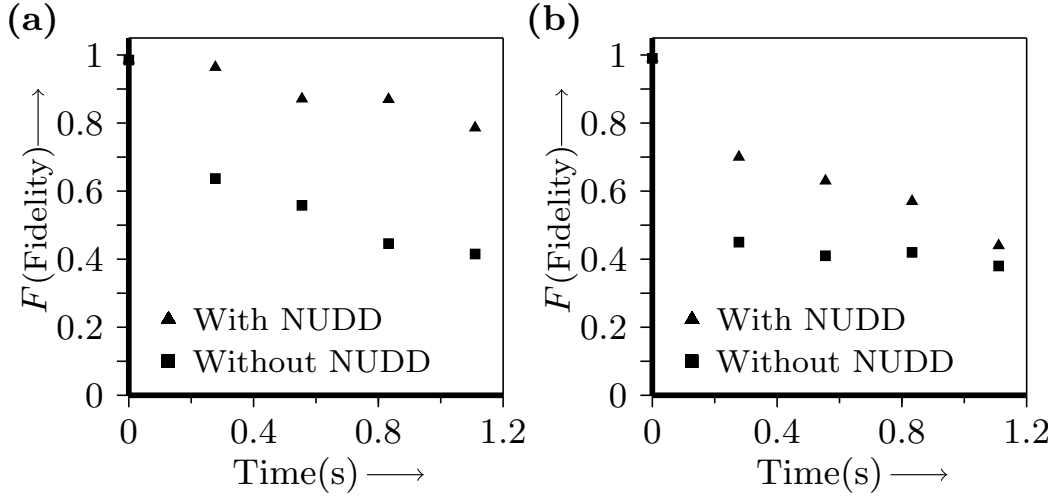 (a)
F(Fidelity)⟶
1
0.8
0.6
0.4
0.2
0
With NUDD
Without NUDD
0 0.4 0.8 1.2
Time(s) ⟶
(b)
F(Fidelity)⟶
1
0.8
0.6
0.4
0.2
0
With NUDD
Without NUDD
0 0.4 0.8 1.2
Time(s) ⟶